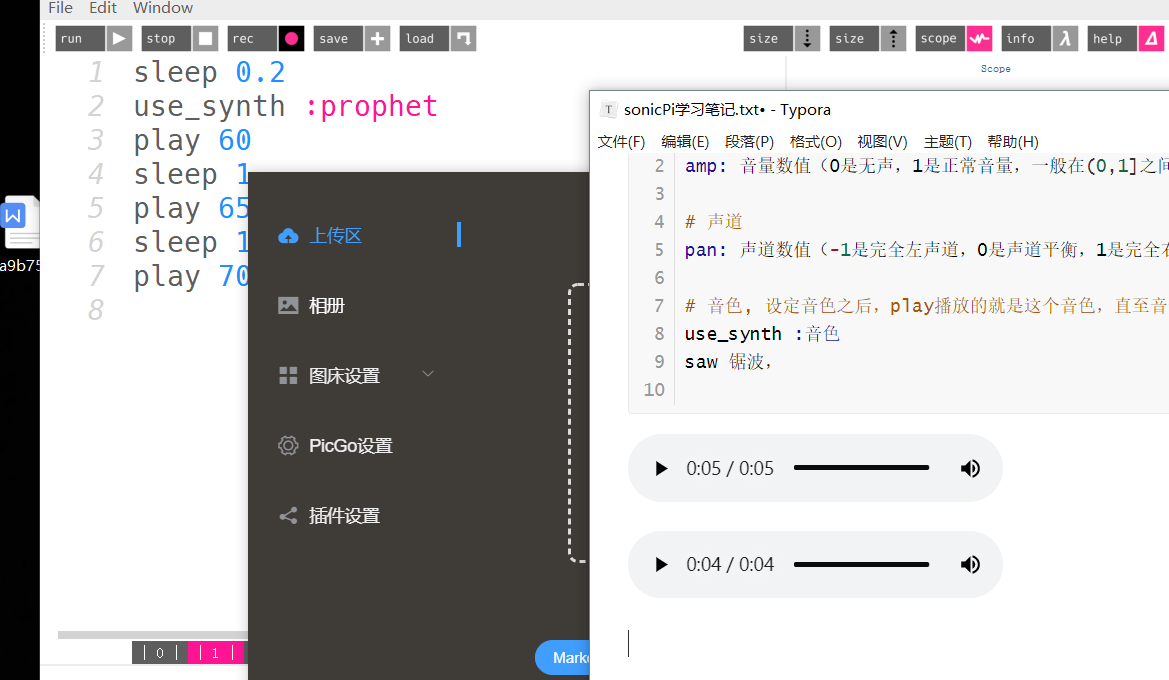 File Edit Window
run stop rec save load size size scope info help
Scope
1 sleep 0.2
2 use_synth :prophet
3 play 60
4 sleep 1
5 play 65
6 sleep 1
7 play 70
8
| 0 | | 1 |
a9b75
上传区
相册
图床设置
PicGo设置
插件设置
Mark
T sonicPi学习笔记.txt• - Typora
文件(F) 编辑(E) 段落(P) 格式(O) 视图(V) 主题(T) 帮助(H)
2 amp: 音量数值（0是无声，1是正常音量，一般在(0,1]之间
3
4 # 声道
5 pan: 声道数值（-1是完全左声道，0是声道平衡，1是完全右
6
7 # 音色, 设定音色之后，play播放的就是这个音色，直至音
8 use_synth :音色
9 saw 锯波，
10
0:05 / 0:05
0:04 / 0:04